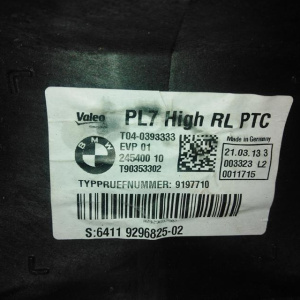 Valeo PL7 High RL PTC
T04-0393333
BMW
EVP 01
245400 10
T90353302
Made in Germany
21.03.13 3
003323 L2
0011715
TYPPRUEFNUMMER: 9197710
S:6411 9296825-02